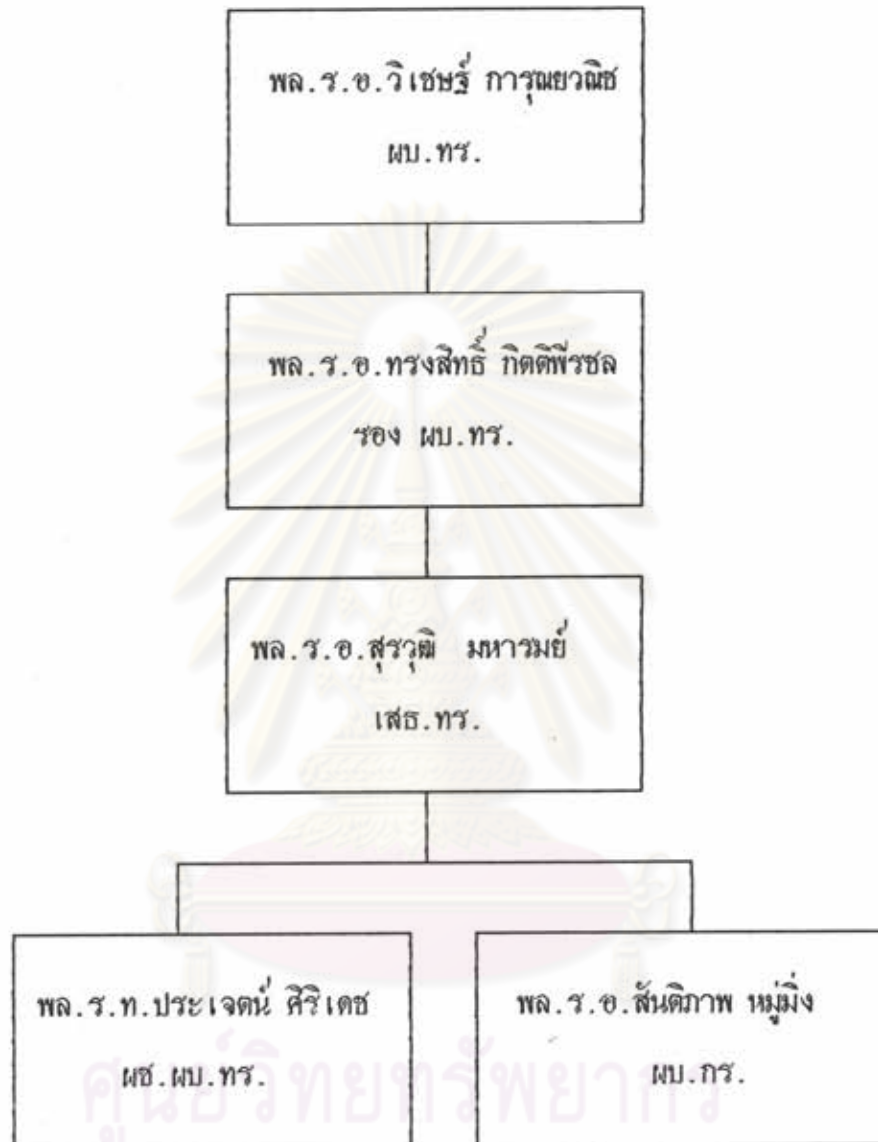 พล.ร.อ.วิเชษฐ์ การุณยวณิช
ผบ.ทร.
พล.ร.อ.ทรงสิทธิ์ กิตติพีรชล
รอง ผบ.ทร.
พล.ร.อ.สุรวุฒิ มหารมย์
เสธ.ทร.
พล.ร.ท.ประเจตน์ ศิริเดช
ผช.ผบ.ทร.
พล.ร.อ.สันติภาพ หมู่มิ่ง
ผบ.กร.
ศูนย์วิทยทรัพยากร